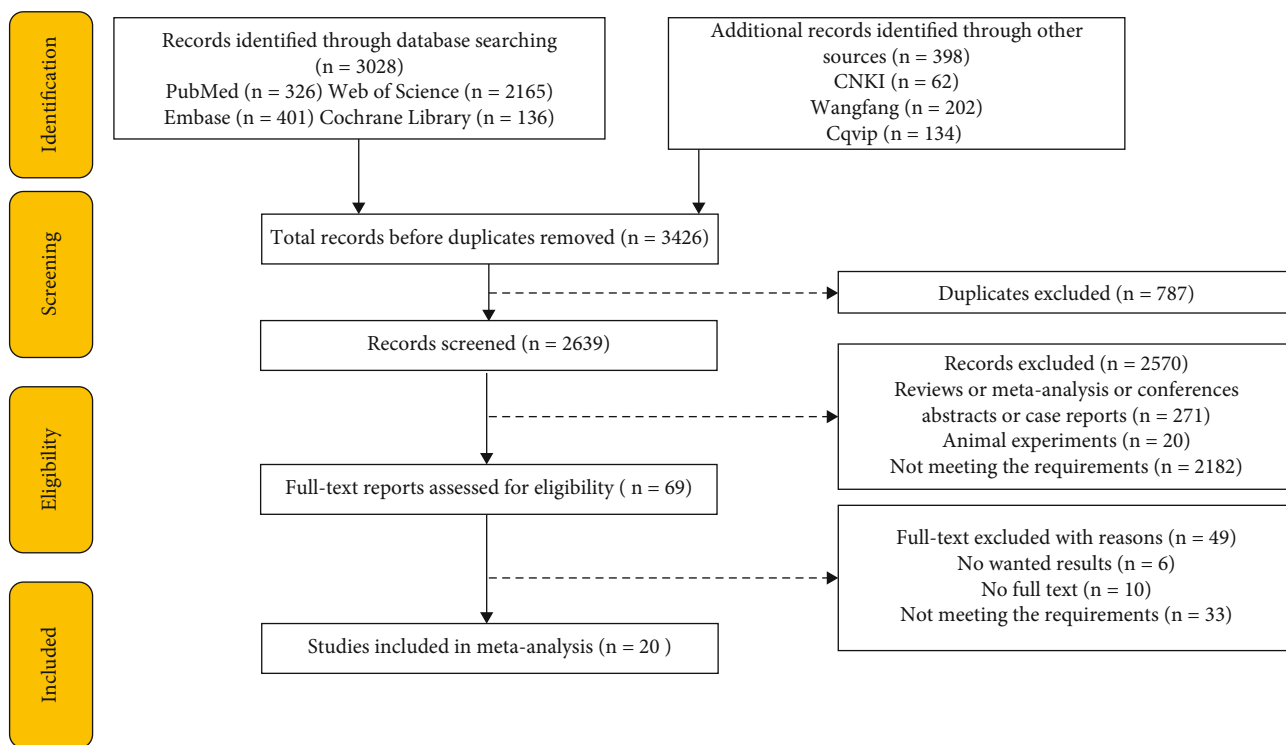 Identification
Records identified through database searching
(n = 3028)
PubMed (n = 326) Web of Science (n = 2165)
Embase (n = 401) Cochrane Library (n = 136)
Additional records identified through other
sources (n = 398)
CNKI (n = 62)
Wangfang (n = 202)
Cqvip (n = 134)
Screening
Total records before duplicates removed (n = 3426)
Duplicates excluded (n = 787)
Records screened (n = 2639)
Records excluded (n = 2570)
Reviews or meta-analysis or conferences
abstracts or case reports (n = 271)
Animal experiments (n = 20)
Not meeting the requirements (n = 2182)
Eligibility
Full-text reports assessed for eligibility ( n = 69)
Full-text excluded with reasons (n = 49)
No wanted results (n = 6)
No full text (n = 10)
Not meeting the requirements (n = 33)
Included
Studies included in meta-analysis (n = 20 )